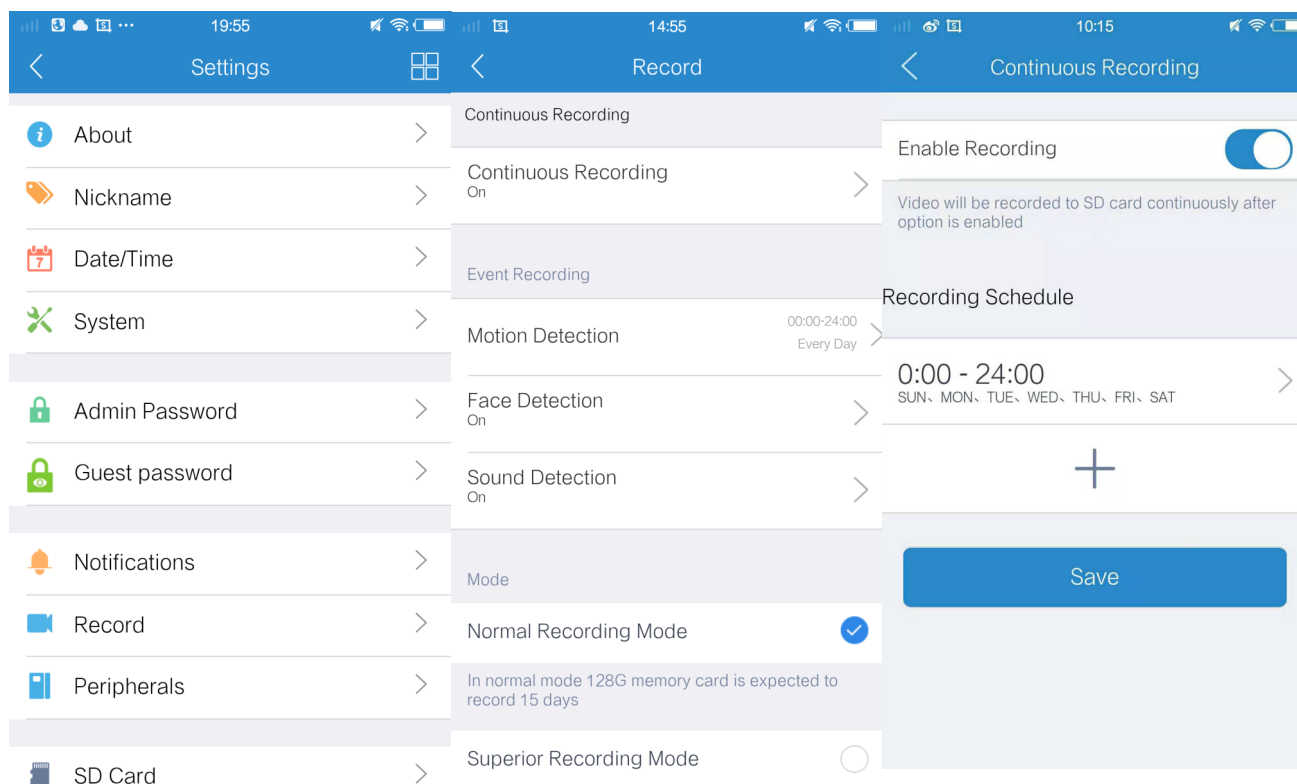 19:55
Settings
About
Nickname
7
Date/Time
System
Admin Password
Guest password
Notifications
Record
Peripherals
SD Card
14:55
Record
Continuous Recording
Continuous Recording
On
Event Recording
Motion Detection
00:00-24:00
Every Day
Face Detection
On
Sound Detection
On
Mode
Normal Recording Mode
In normal mode 128G memory card is expected to
record 15 days
Superior Recording Mode
10:15
Continuous Recording
Enable Recording
Video will be recorded to SD card continuously after
option is enabled
Recording Schedule
0:00 - 24:00
SUN、MON、TUE、WED、THU、FRI、SAT
Save